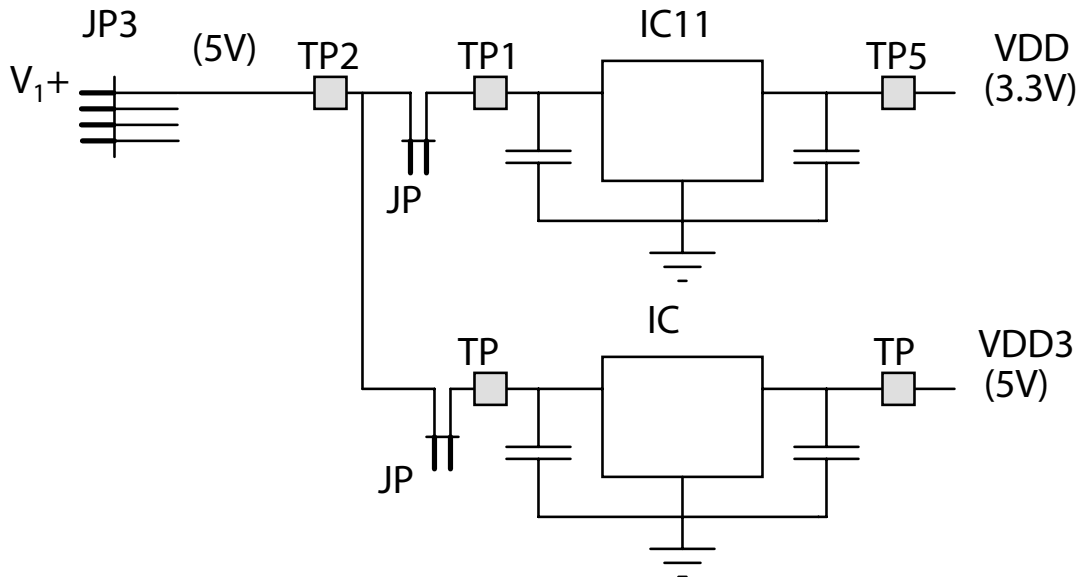 JP3
(5V)
V₁+
TP2
TP1
IC11
TP5
VDD
(3.3V)
JP
IC
TP
TP
VDD3
(5V)
JP